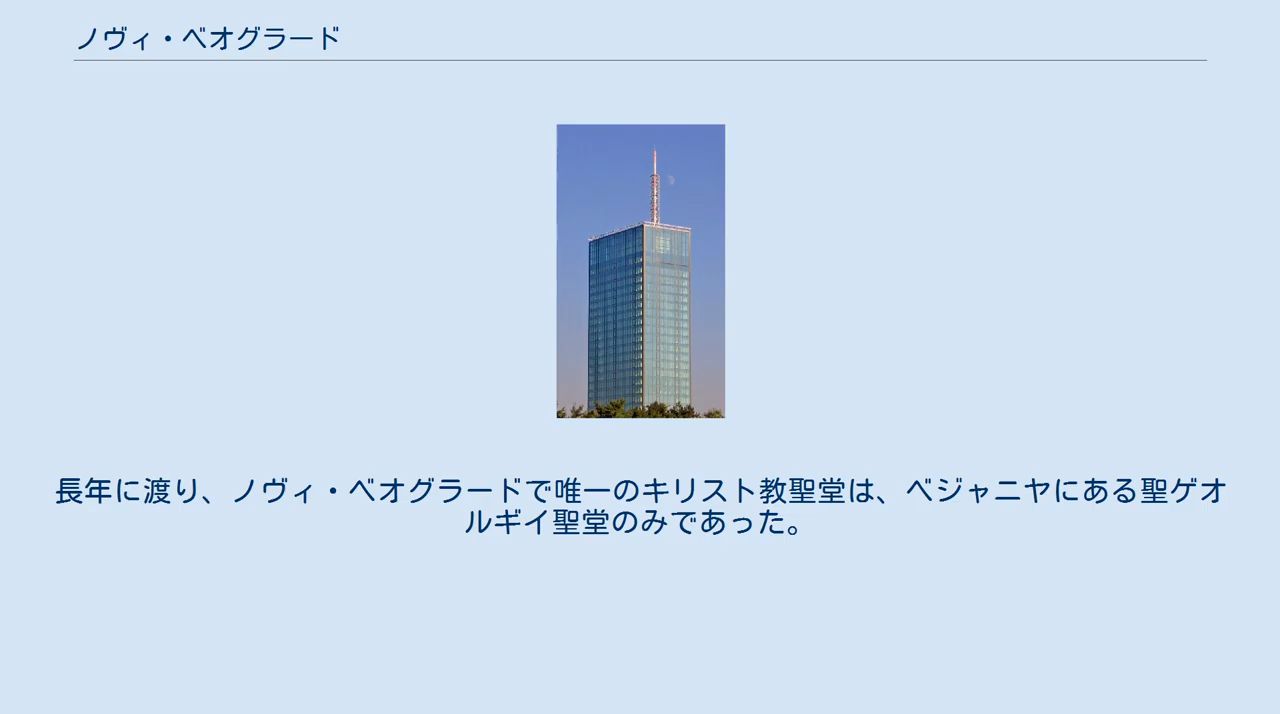 ノヴィ・ベオグラード
長年に渡り、ノヴィ・ベオグラードで唯一のキリスト教聖堂は、ベジャニヤにある聖ゲオ
ルギイ聖堂のみであった。